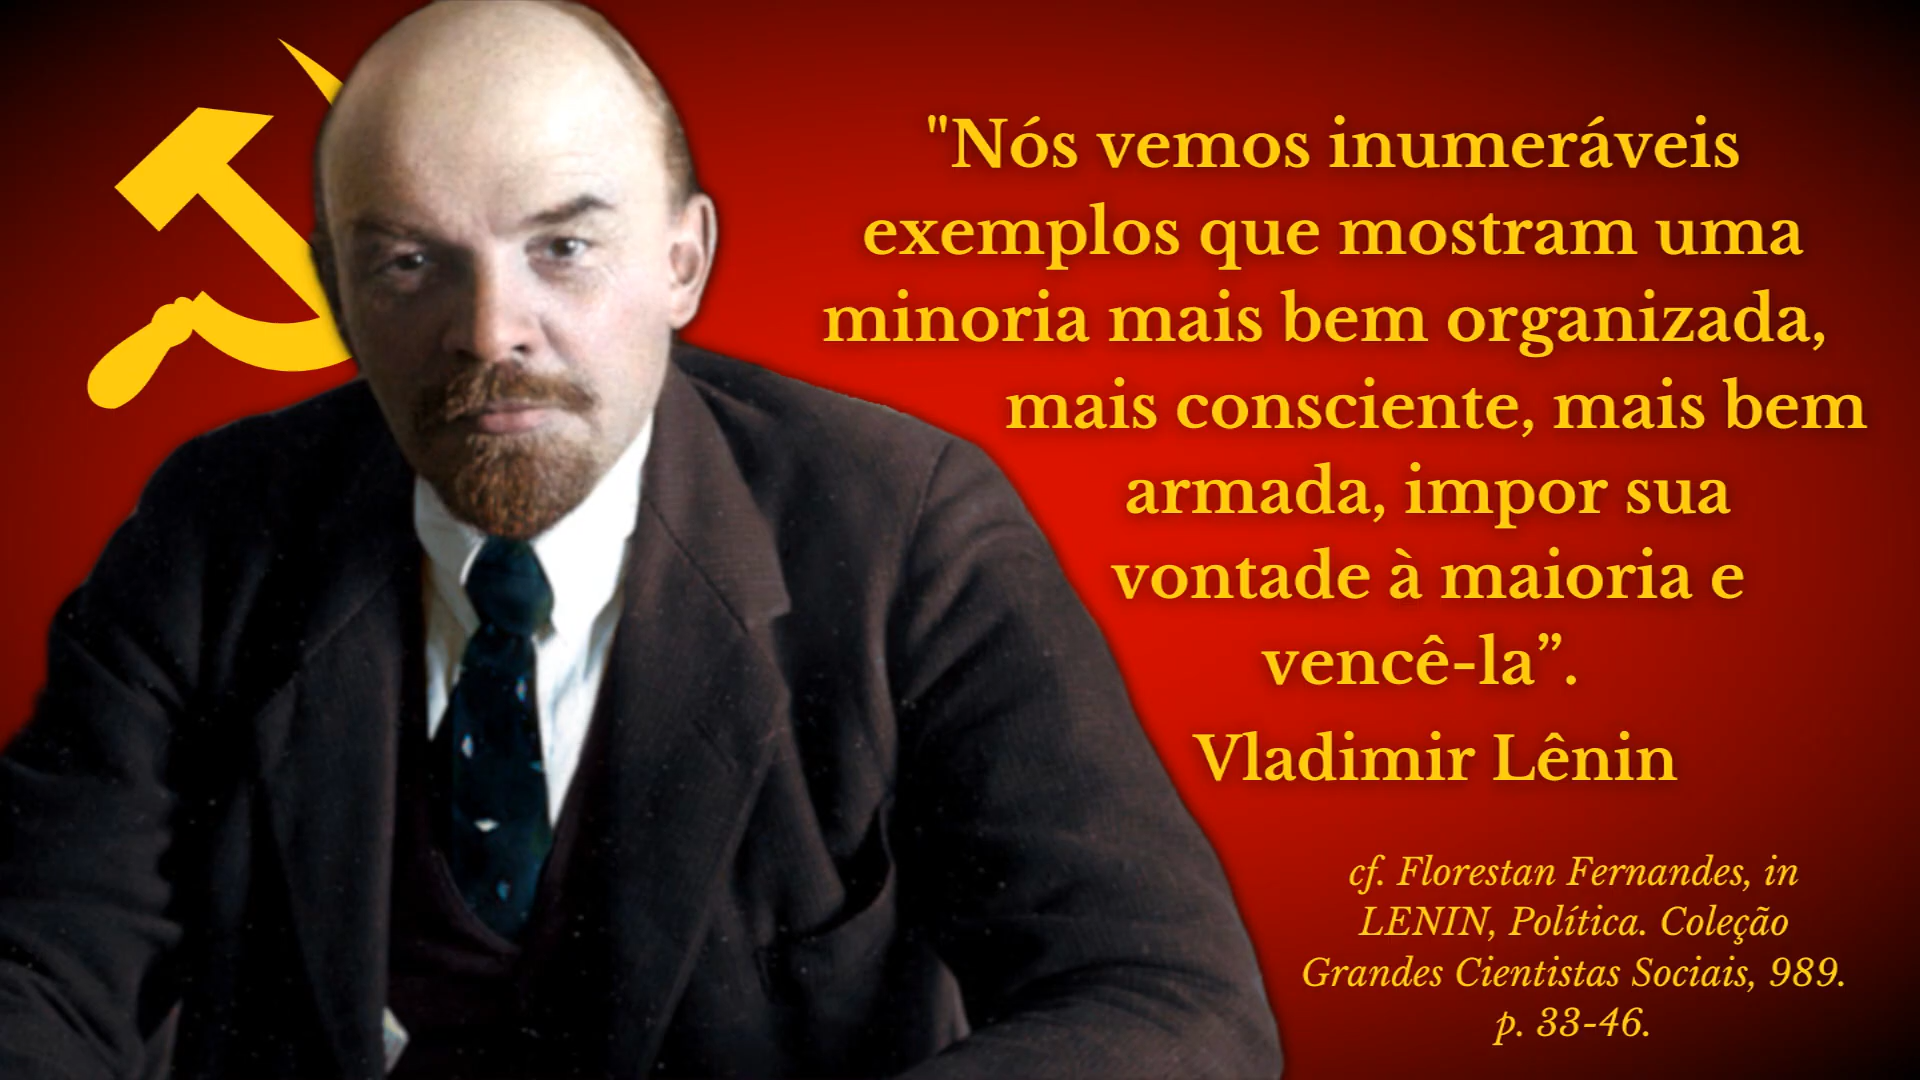 "Nós vemos inumeráveis
exemplos que mostram uma
minoria mais bem organizada,
mais consciente, mais bem
armada, impor sua
vontade à maioria e
vencê-la”.
Vladimir Lênin
cf. Florestan Fernandes, in
LENIN, Política. Coleção
Grandes Cientistas Sociais, 989.
p. 33-46.